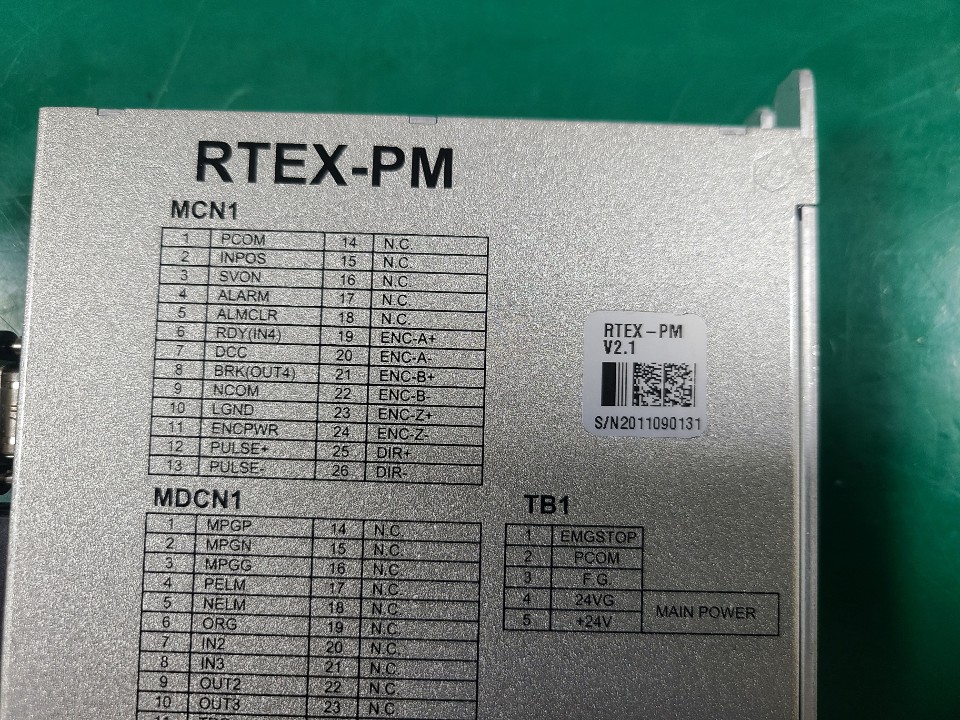 RTEX-PM
MCN1
1 PCOM 14 N.C.
2 INPOS 15 N.C.
3 SVON 16 N.C.
4 ALARM 17 N.C.
5 ALMCLR 18 N.C.
6 RDY(IN4) 19 ENC-A+
7 DCC 20 ENC-A-
8 BRK(OUT4) 21 ENC-B+
9 NCOM 22 ENC-B-
10 LGND 23 ENC-Z+
11 ENCPWR 24 ENC-Z-
12 PULSE+ 25 DIR+
13 PULSE- 26 DIR-
RTEX-PM
V2.1
S/N2011090131
MDCN1
1 MPGP 14 N.C.
2 MPGN 15 N.C.
3 MPGG 16 N.C.
4 PELM 17 N.C.
5 NELM 18 N.C.
6 ORG 19 N.C.
7 IN2 20 N.C.
8 IN3 21 N.C.
9 OUT2 22 N.C.
10 OUT3 23 N.C.
TB1
1 EMGSTOP
2 PCOM
3 F.G
4 24VG MAIN POWER
5 +24V